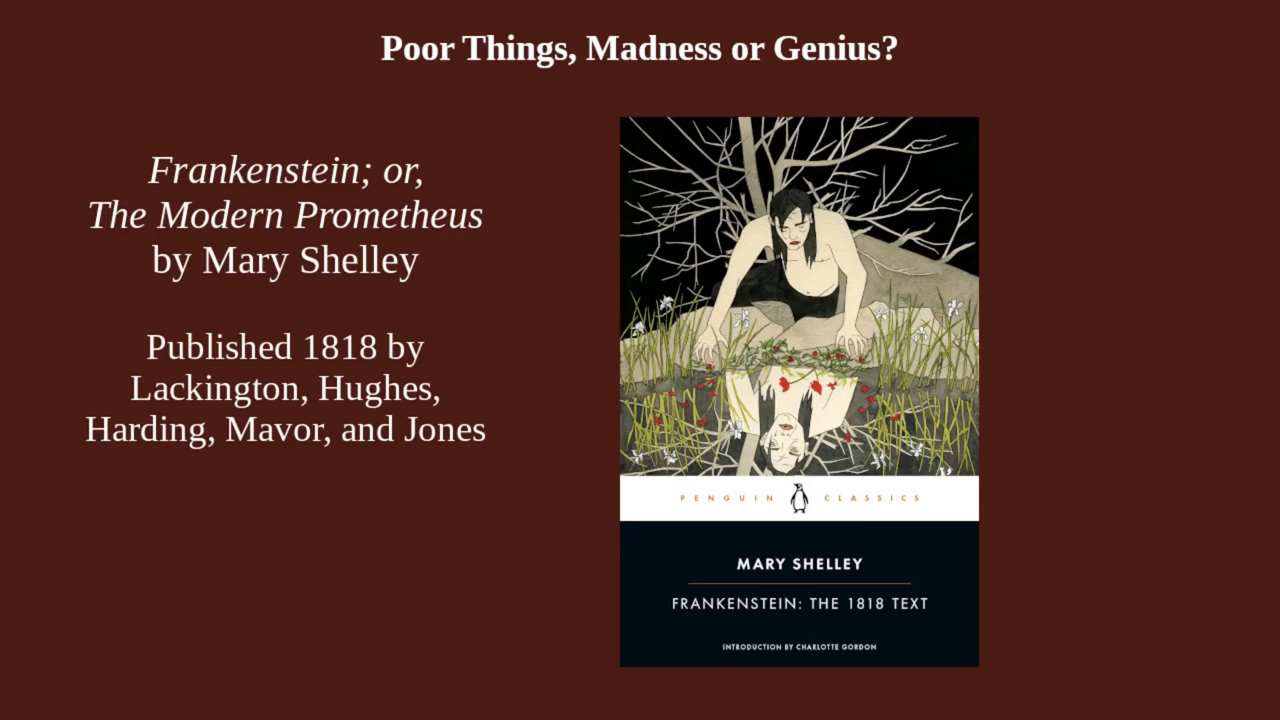 Poor Things, Madness or Genius?
Frankenstein; or,
The Modern Prometheus
by Mary Shelley
Published 1818 by
Lackington, Hughes,
Harding, Mavor, and Jones
PENGUIN CLASSICS
MARY SHELLEY
FRANKENSTEIN: THE 1818 TEXT
INTRODUCTION BY CHARLOTTE GORDON